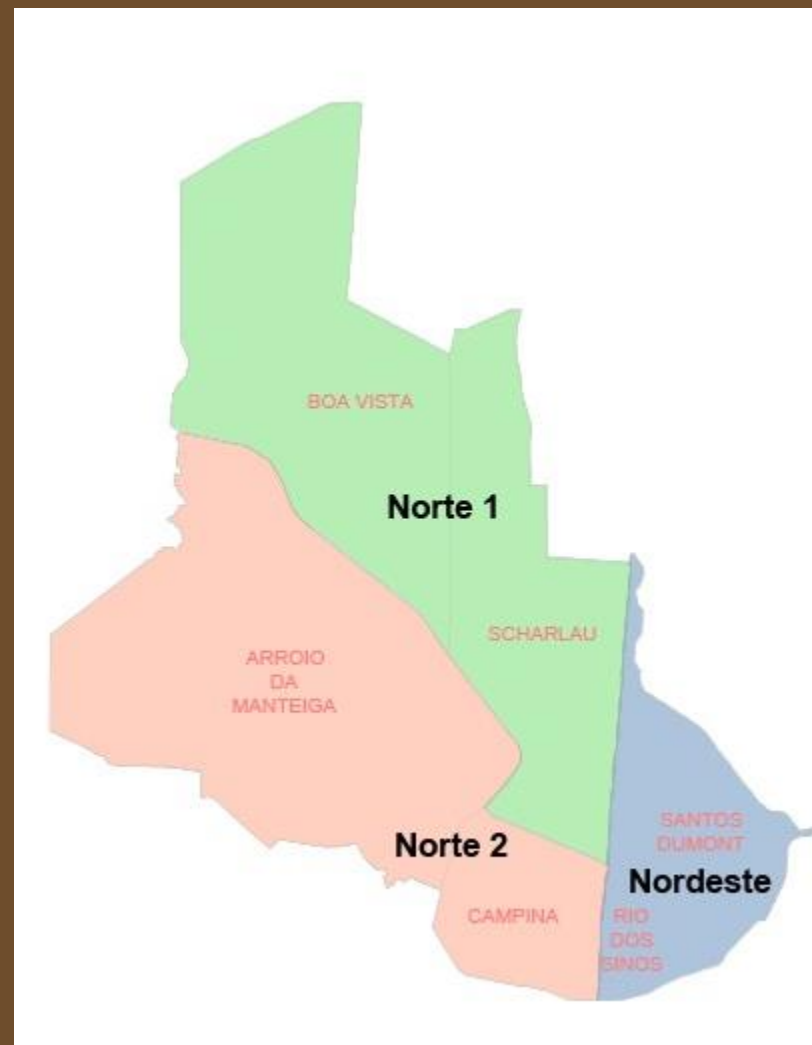 BOA VISTA
Norte 1
SCHARLAU
ARROIO
DA
MANTEIGA
SANTOS
DUMONT
Norte 2
Nordeste
CAMPINA
RIO
DOS
SINOS